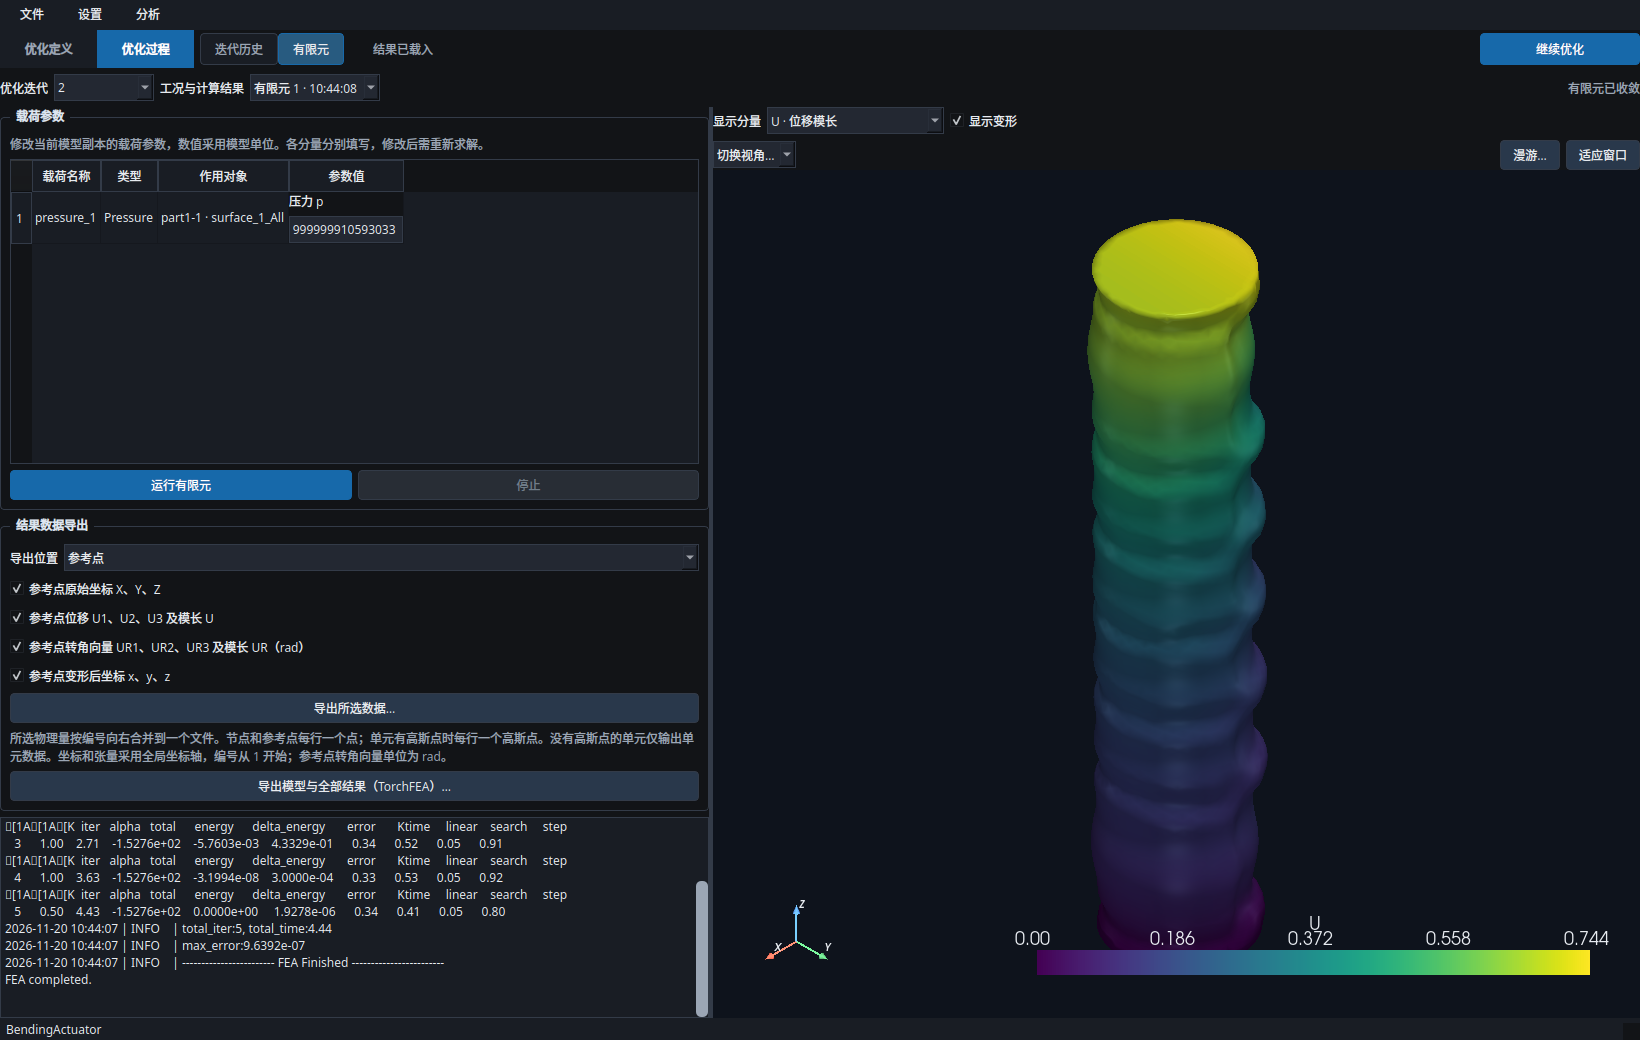 文件 设置 分析
优化定义 优化过程 迭代历史 有限元 结果已载入 继续优化
优化迭代 2 工况与计算结果 有限元 1 · 10:44:08 有限元已收敛
载荷参数
修改当前模型副本的载荷参数，数值采用模型单位。各分量分别填写，修改后需重新求解。
载荷名称 类型 作用对象 参数值
1 pressure_1 Pressure part1-1 · surface_1_All
压力 p
999999910593033
运行有限元 停止
结果数据导出
导出位置 参考点
参考点原始坐标 X、Y、Z
参考点位移 U1、U2、U3 及模长 U
参考点转角向量 UR1、UR2、UR3 及模长 UR（rad）
参考点变形后坐标 x、y、z
导出所选数据...
所选物理量按编号向右合并到一个文件。节点和参考点每行一个点；单元有高斯点时每行一个高斯点。没有高斯点的单元仅输出单
元数据。坐标和张量采用全局坐标轴，编号从 1 开始；参考点转角向量单位为 rad。
导出模型与全部结果（TorchFEA）...
[1A[1A[K iter alpha total energy delta_energy error Ktime linear search step
3 1.00 2.71 -1.5276e+02 -5.7603e-03 4.3329e-01 0.34 0.52 0.05 0.91
[1A[1A[K iter alpha total energy delta_energy error Ktime linear search step
4 1.00 3.63 -1.5276e+02 -3.1994e-08 3.0000e-04 0.33 0.53 0.05 0.92
[1A[1A[K iter alpha total energy delta_energy error Ktime linear search step
5 0.50 4.43 -1.5276e+02 0.0000e+00 1.9278e-06 0.34 0.41 0.05 0.80
2026-11-20 10:44:07 | INFO | total_iter:5, total_time:4.44
2026-11-20 10:44:07 | INFO | max_error:9.6392e-07
2026-11-20 10:44:07 | INFO | ----------------------- FEA Finished -----------------------
FEA completed.
显示分量 U · 位移模长 显示变形
切换视角... 漫游... 适应窗口
Z
X
Y
U
0.00 0.186 0.372 0.558 0.744
BendingActuator